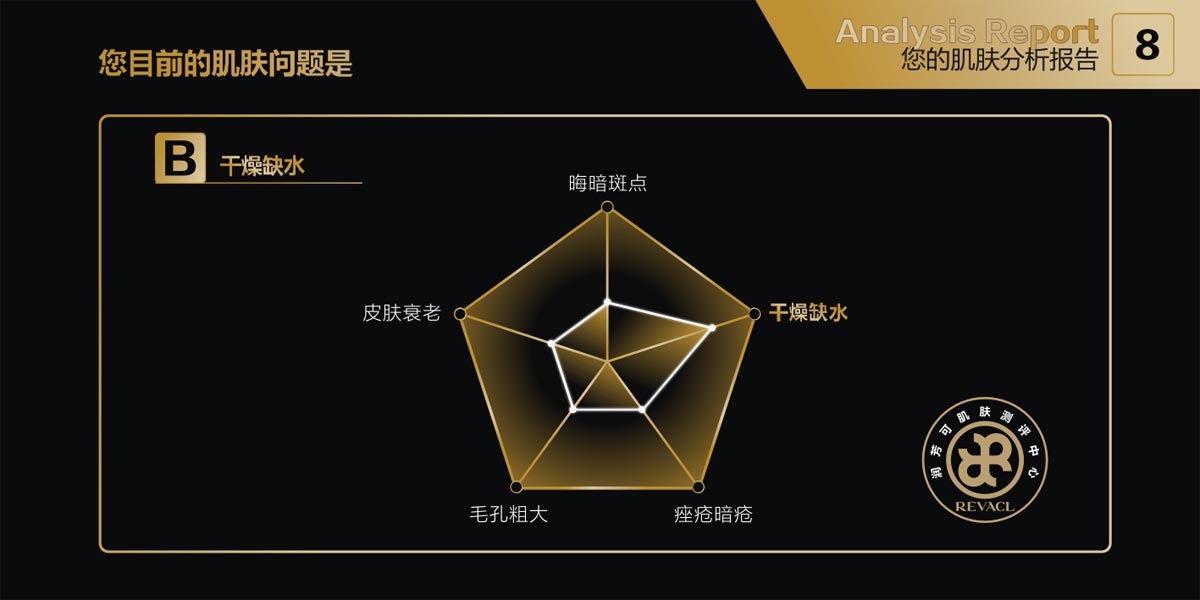 Analysis Report
您的肌肤分析报告
8
您目前的肌肤问题是
B
干燥缺水
晦暗斑点
皮肤衰老
干燥缺水
毛孔粗大
痤疮暗疮
润芳可肌肤测评中心
REVACL